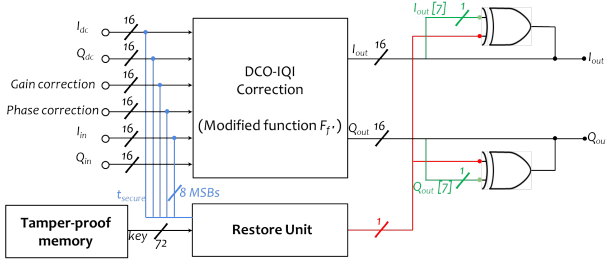 I_dc 16
Q_dc 16
Gain correction 16
Phase correction 16
I_in 16
Q_in 16
DCO-IQI
Correction
(Modified function F_f*)
I_out 16
Q_out 16
I_out [7] 1
I_out
Q_ou
Q_out [7] 1
t_secure
8 MSBs
Tamper-proof
memory
key 72
Restore Unit
1